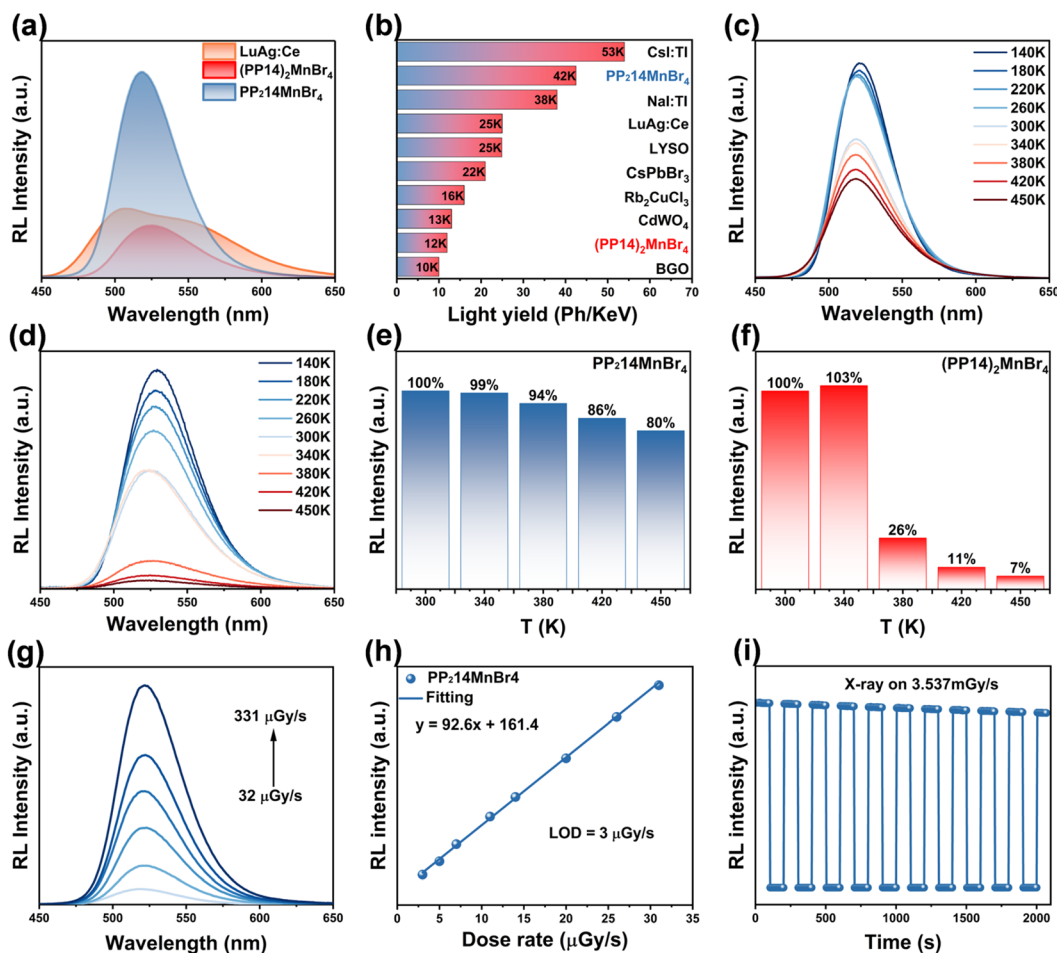 (a)
RL Intensity (a.u.)
LuAg:Ce
(PP14)₂MnBr₄
PP₂14MnBr₄
450 500 550 600 650
Wavelength (nm)
(b)
53K CsI:Tl
42K PP₂14MnBr₄
38K NaI:Tl
25K LuAg:Ce
25K LYSO
22K CsPbBr₃
16K Rb₂CuCl₃
13K CdWO₄
12K (PP14)₂MnBr₄
10K BGO
0 10 20 30 40 50 60 70
Light yield (Ph/KeV)
(c)
RL Intensity (a.u.)
140K
180K
220K
260K
300K
340K
380K
420K
450K
450 500 550 600 650
Wavelength (nm)
(d)
RL Intensity (a.u.)
140K
180K
220K
260K
300K
340K
380K
420K
450K
450 500 550 600 650
Wavelength (nm)
(e)
RL Intensity (a.u.)
PP₂14MnBr₄
100% 99% 94% 86% 80%
300 340 380 420 450
T (K)
(f)
RL Intensity (a.u.)
(PP14)₂MnBr₄
100% 103% 26% 11% 7%
300 340 380 420 450
T (K)
(g)
RL Intensity (a.u.)
331 μGy/s
32 μGy/s
450 500 550 600 650
Wavelength (nm)
(h)
RL Intensity (a.u.)
PP₂14MnBr4
Fitting
y = 92.6x + 161.4
LOD = 3 μGy/s
0 5 10 15 20 25 30 35
Dose rate (μGy/s)
(i)
RL intensity (a.u.)
X-ray on 3.537mGy/s
0 500 1000 1500 2000
Time (s)